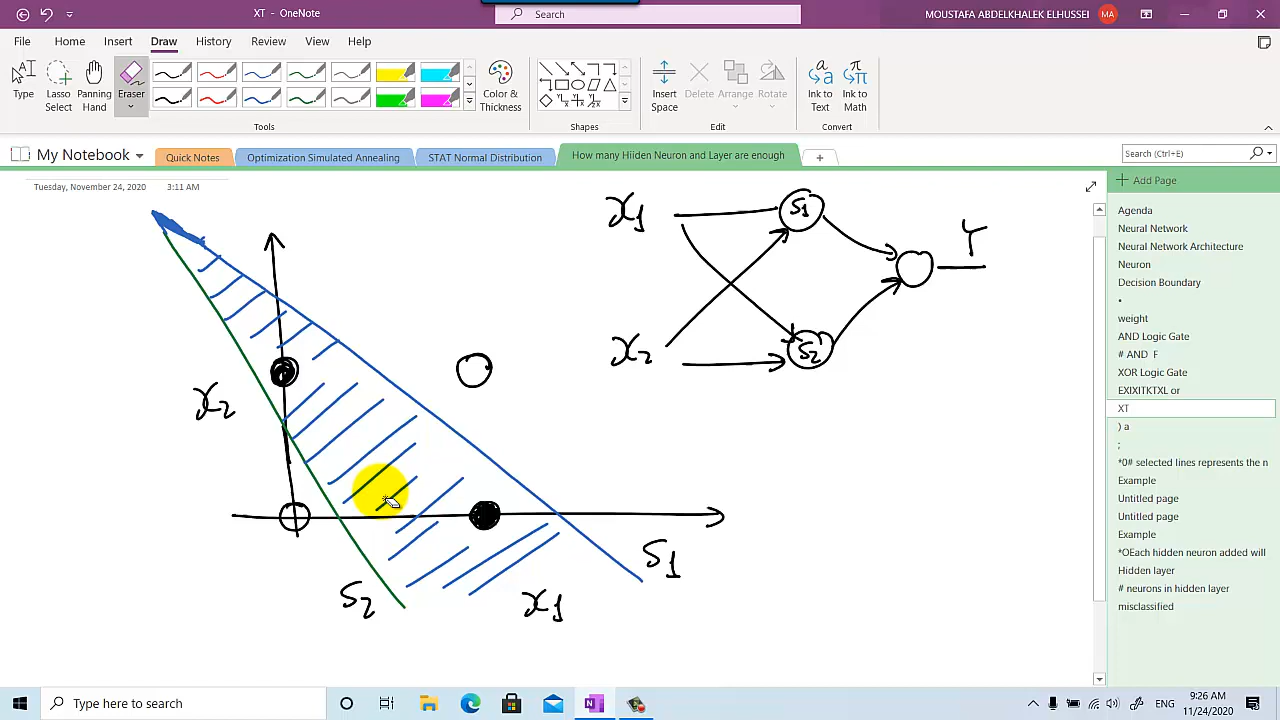 XT - OneNote
Search
MOUSTAFA ABDELKHALEK ELHUSSEI
MA
File Home Insert Draw History Review View Help
Type
Lasso Select
Panning Hand
Eraser
Color & Thickness
Insert Space
Delete
Arrange
Rotate
Ink to Text
Ink to Math
Tools
Shapes
Edit
Convert
My Notebook
Quick Notes
Optimization Simulated Annealing
STAT Normal Distribution
How many Hiiden Neuron and Layer are enough
Search (Ctrl+E)
Tuesday, November 24, 2020 3:11 AM
Add Page
Agenda
Neural Network
Neural Network Architecture
Neuron
Decision Boundary
•
weight
AND Logic Gate
# AND F
XOR Logic Gate
EXIXITKTXL or
XT
) a
;
*0# selected lines represents the n
Example
Untitled page
Untitled page
Example
*OEach hidden neuron added will
Hidden layer
# neurons in hidden layer
misclassified
x1
S1
Y
x2
S2
x2
S1
S2
x1
Type here to search
ENG
9:26 AM
11/24/2020